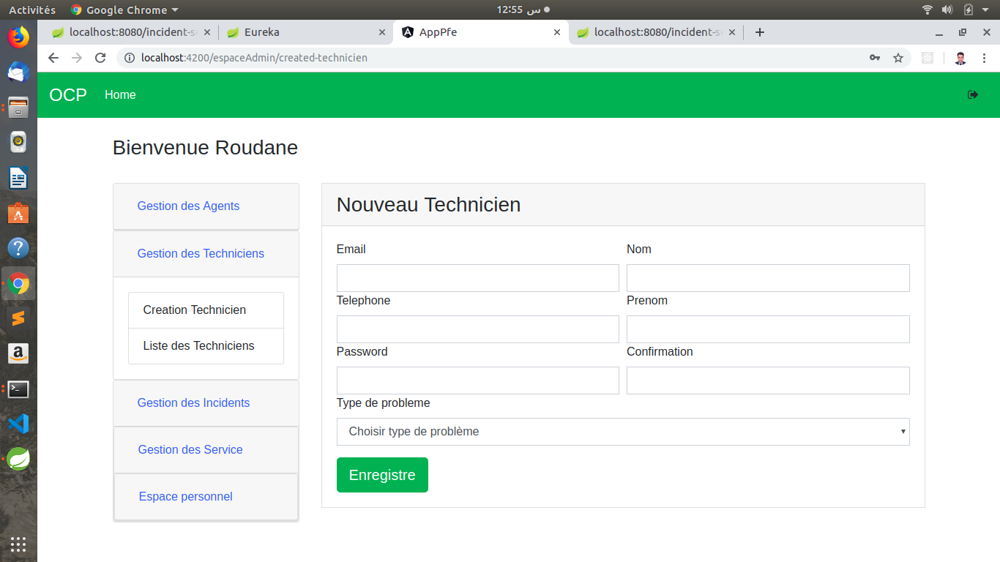 Activités Google Chrome 12:55 س
localhost:8080/incident-s Eureka AppPfe localhost:8080/incident-s
localhost:4200/espaceAdmin/created-technicien
OCP Home
Bienvenue Roudane
Gestion des Agents
Gestion des Techniciens
Creation Technicien
Liste des Techniciens
Gestion des Incidents
Gestion des Service
Espace personnel
Nouveau Technicien
Email Nom
Telephone Prenom
Password Confirmation
Type de probleme
Choisir type de problème
Enregistre